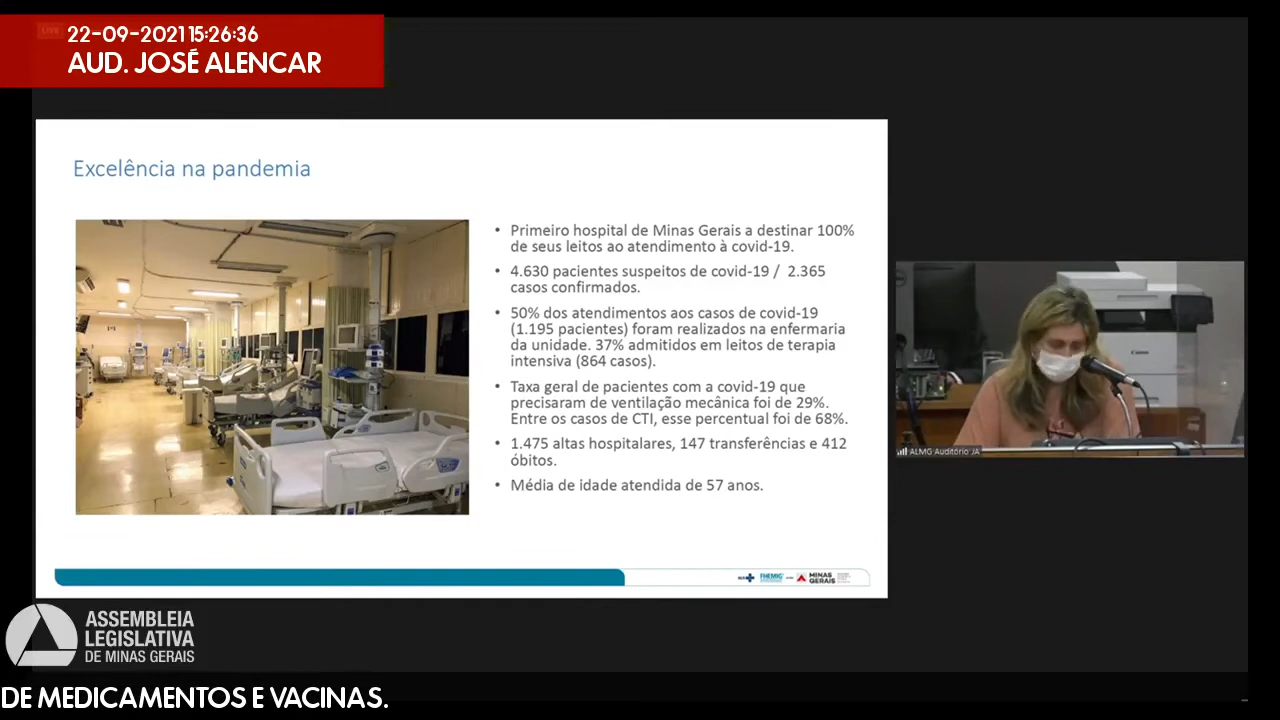 LIVE
22-09-2021 15:26:36
AUD. JOSÉ ALENCAR
Excelência na pandemia
• Primeiro hospital de Minas Gerais a destinar 100%
de seus leitos ao atendimento à covid-19.
• 4.630 pacientes suspeitos de covid-19 / 2.365
casos confirmados.
• 50% dos atendimentos aos casos de covid-19
(1.195 pacientes) foram realizados na enfermaria
da unidade. 37% admitidos em leitos de terapia
intensiva (864 casos).
• Taxa geral de pacientes com a covid-19 que
precisaram de ventilação mecânica foi de 29%.
Entre os casos de CTI, esse percentual foi de 68%.
• 1.475 altas hospitalares, 147 transferências e 412
óbitos.
• Média de idade atendida de 57 anos.
Canon
ALMG Auditório JA
SUS FHEMIG MINAS
GERAIS
ASSEMBLEIA
LEGISLATIVA
DE MINAS GERAIS
DE MEDICAMENTOS E VACINAS.